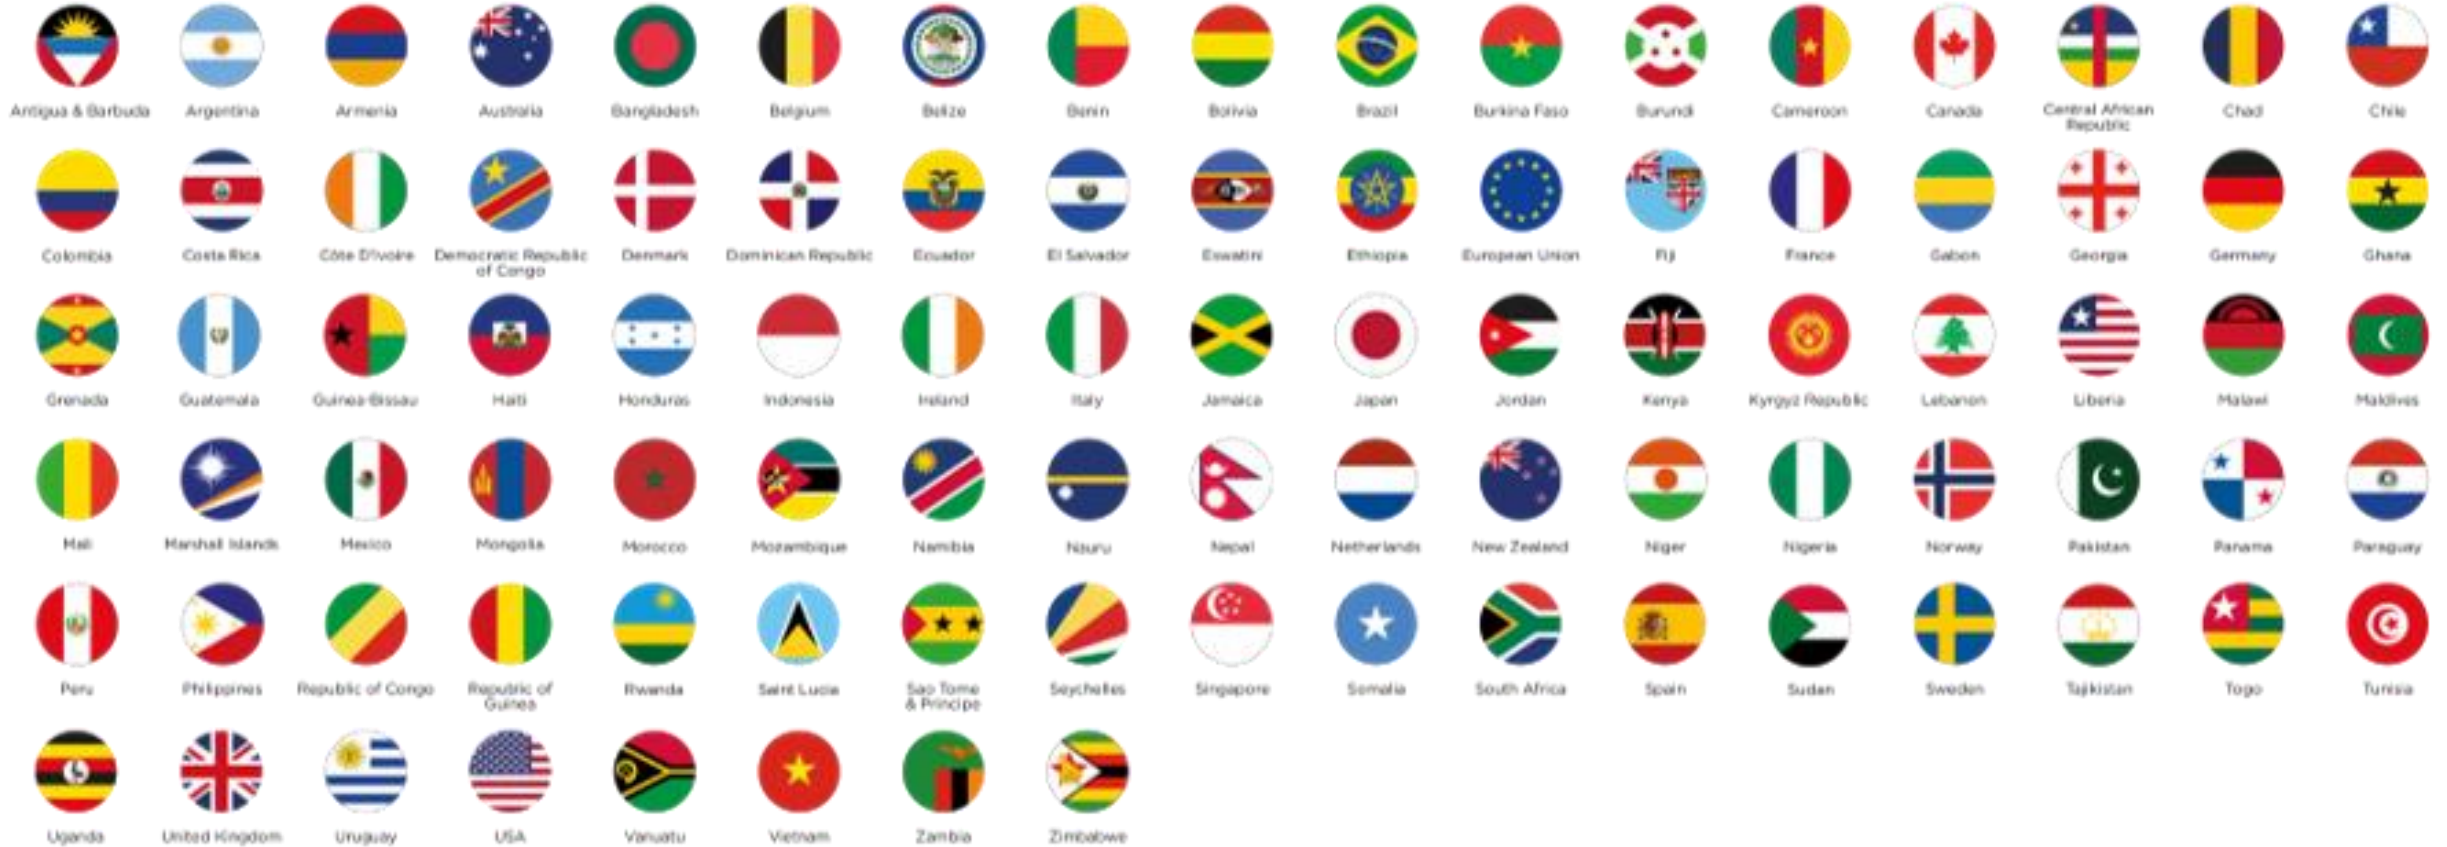 Antigua & Barbuda
Argentina
Armenia
Australia
Bangladesh
Belgium
Belize
Benin
Bolivia
Brazil
Burkina Faso
Burundi
Cameroon
Canada
Central African
Republic
Chad
Chile
Colombia
Costa Rica
Côte D'Ivoire
Democratic Republic
of Congo
Denmark
Dominican Republic
Ecuador
El Salvador
Eswatini
Ethiopia
European Union
Fiji
France
Gabon
Georgia
Germany
Ghana
Grenada
Guatemala
Guinea-Bissau
Haiti
Honduras
Indonesia
Ireland
Italy
Jamaica
Japan
Jordan
Kenya
Kyrgyz Republic
Lebanon
Liberia
Malawi
Maldives
Mali
Marshall Islands
Mexico
Mongolia
Morocco
Mozambique
Namibia
Nauru
Nepal
Netherlands
New Zealand
Niger
Nigeria
Norway
Pakistan
Panama
Paraguay
Peru
Philippines
Republic of Congo
Republic of
Guinea
Rwanda
Saint Lucia
Sao Tome
& Principe
Seychelles
Singapore
Somalia
South Africa
Spain
Sudan
Sweden
Tajikistan
Togo
Tunisia
Uganda
United Kingdom
Uruguay
USA
Vanuatu
Vietnam
Zambia
Zimbabwe